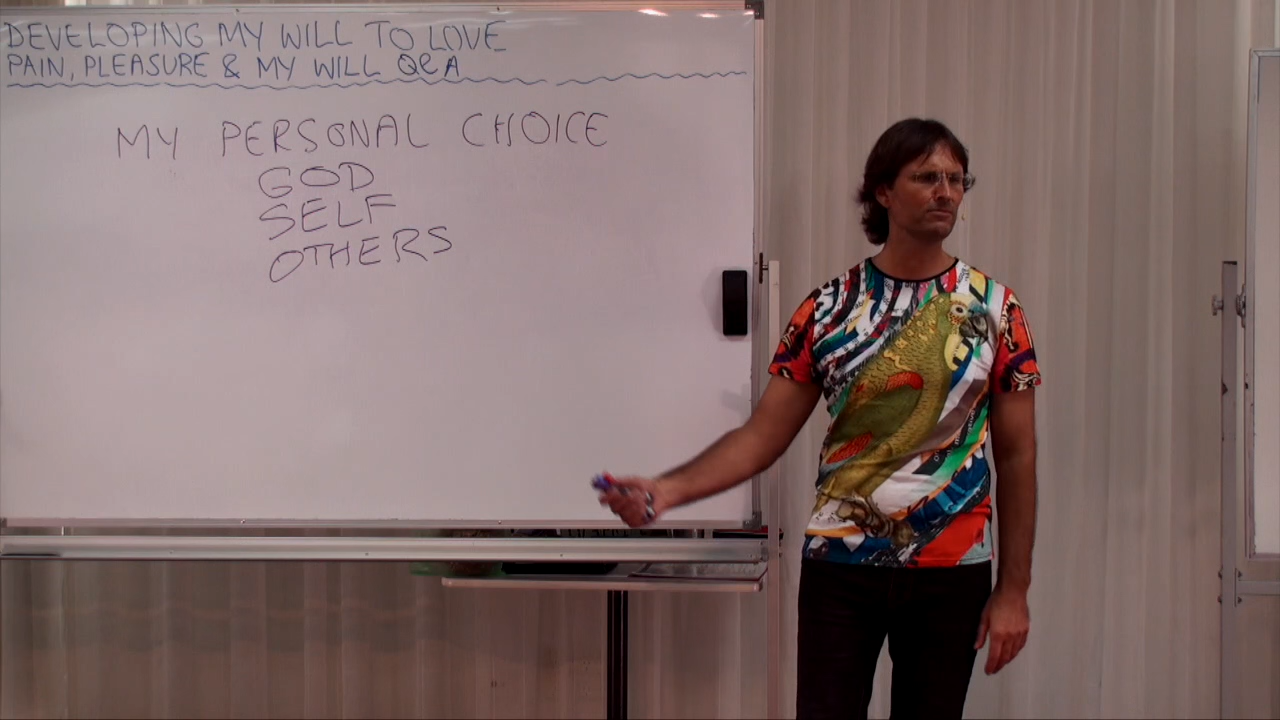 DEVELOPING MY WILL TO LOVE
PAIN, PLEASURE & MY WILL Q&A
MY PERSONAL CHOICE
GOD
SELF
OTHERS